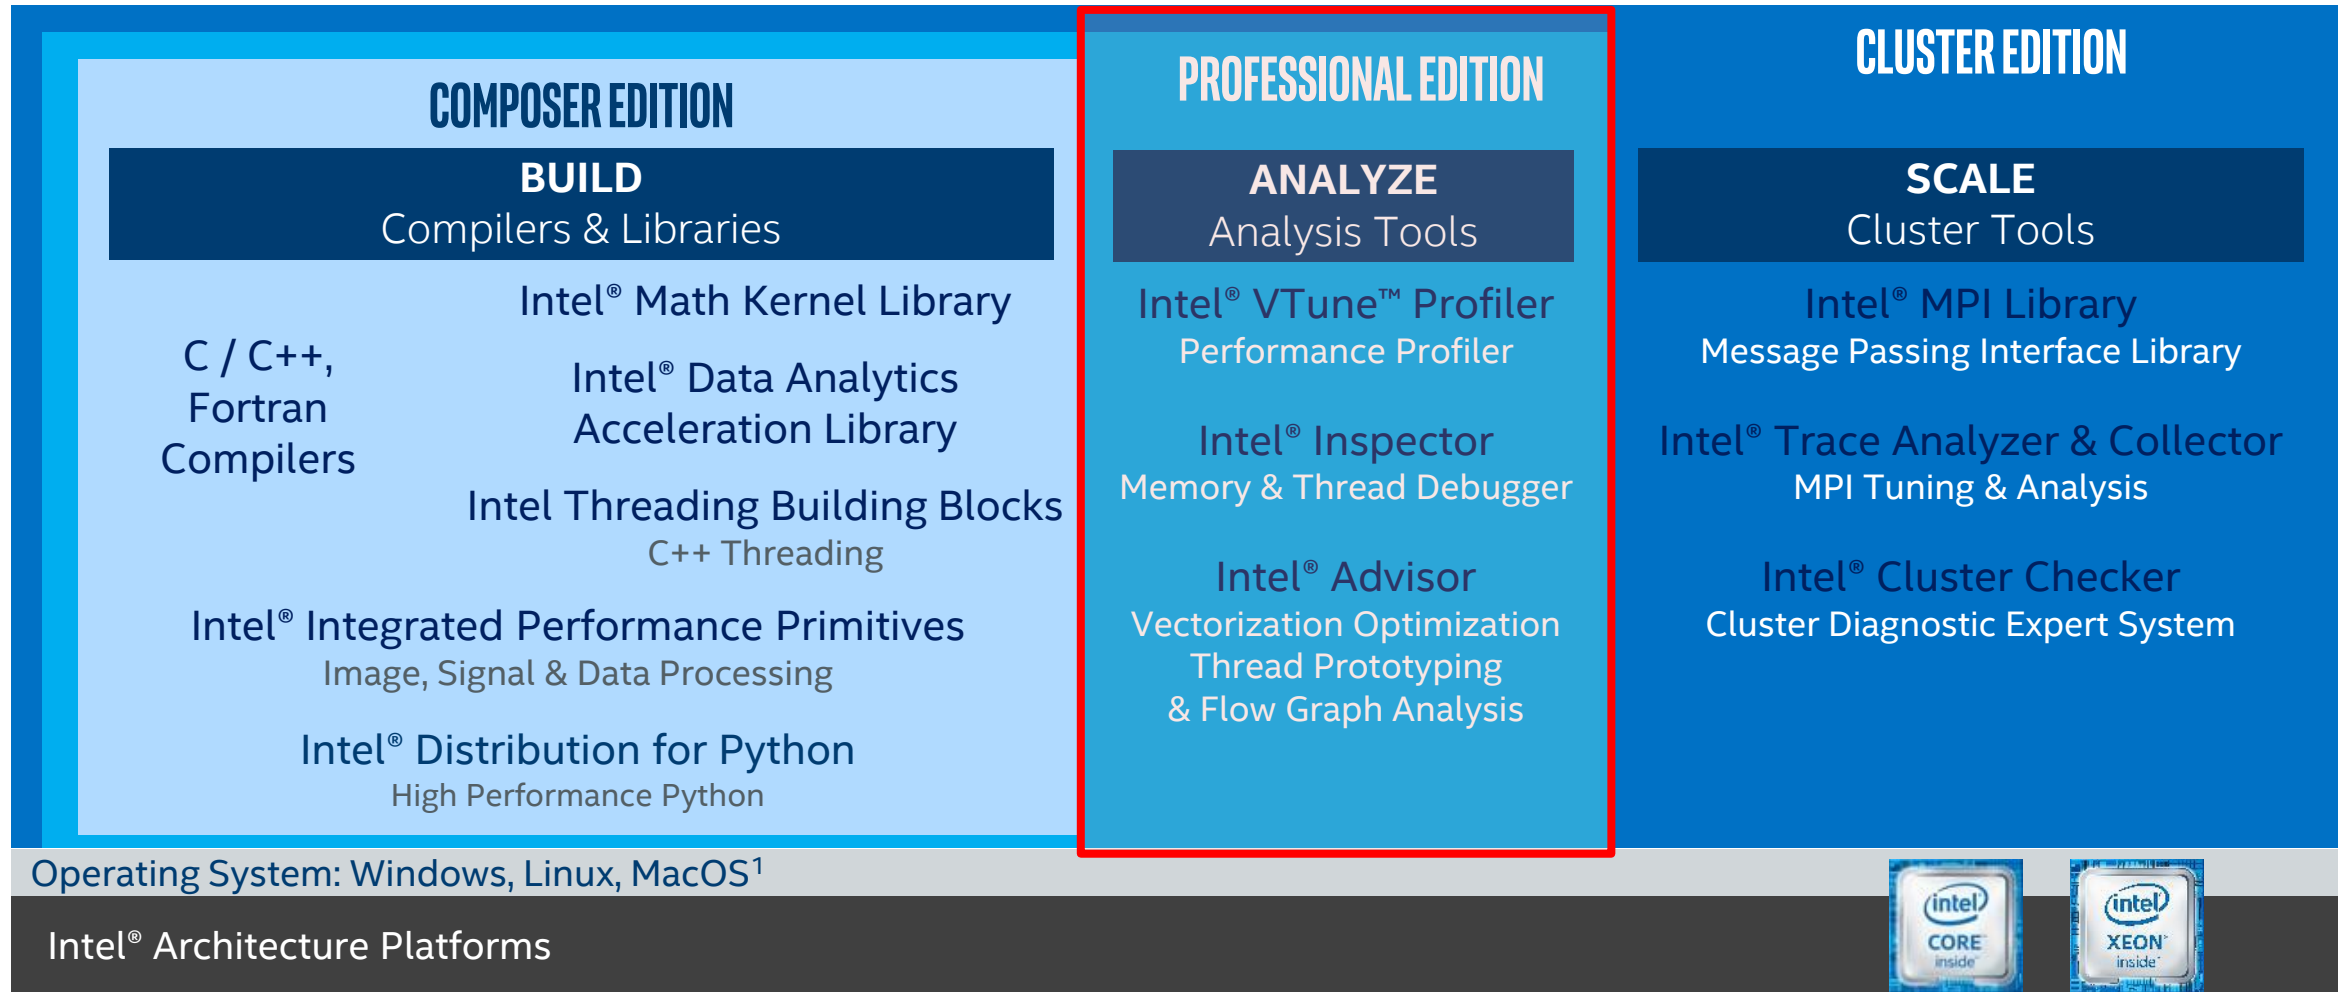 COMPOSER EDITION
BUILD
Compilers & Libraries
C / C++,
Fortran
Compilers
Intel® Math Kernel Library
Intel® Data Analytics
Acceleration Library
Intel Threading Building Blocks
C++ Threading
Intel® Integrated Performance Primitives
Image, Signal & Data Processing
Intel® Distribution for Python
High Performance Python
PROFESSIONAL EDITION
ANALYZE
Analysis Tools
Intel® VTune™ Profiler
Performance Profiler
Intel® Inspector
Memory & Thread Debugger
Intel® Advisor
Vectorization Optimization
Thread Prototyping
& Flow Graph Analysis
CLUSTER EDITION
SCALE
Cluster Tools
Intel® MPI Library
Message Passing Interface Library
Intel® Trace Analyzer & Collector
MPI Tuning & Analysis
Intel® Cluster Checker
Cluster Diagnostic Expert System
Operating System: Windows, Linux, MacOS¹
Intel® Architecture Platforms
intel
CORE
inside
intel
XEON
inside